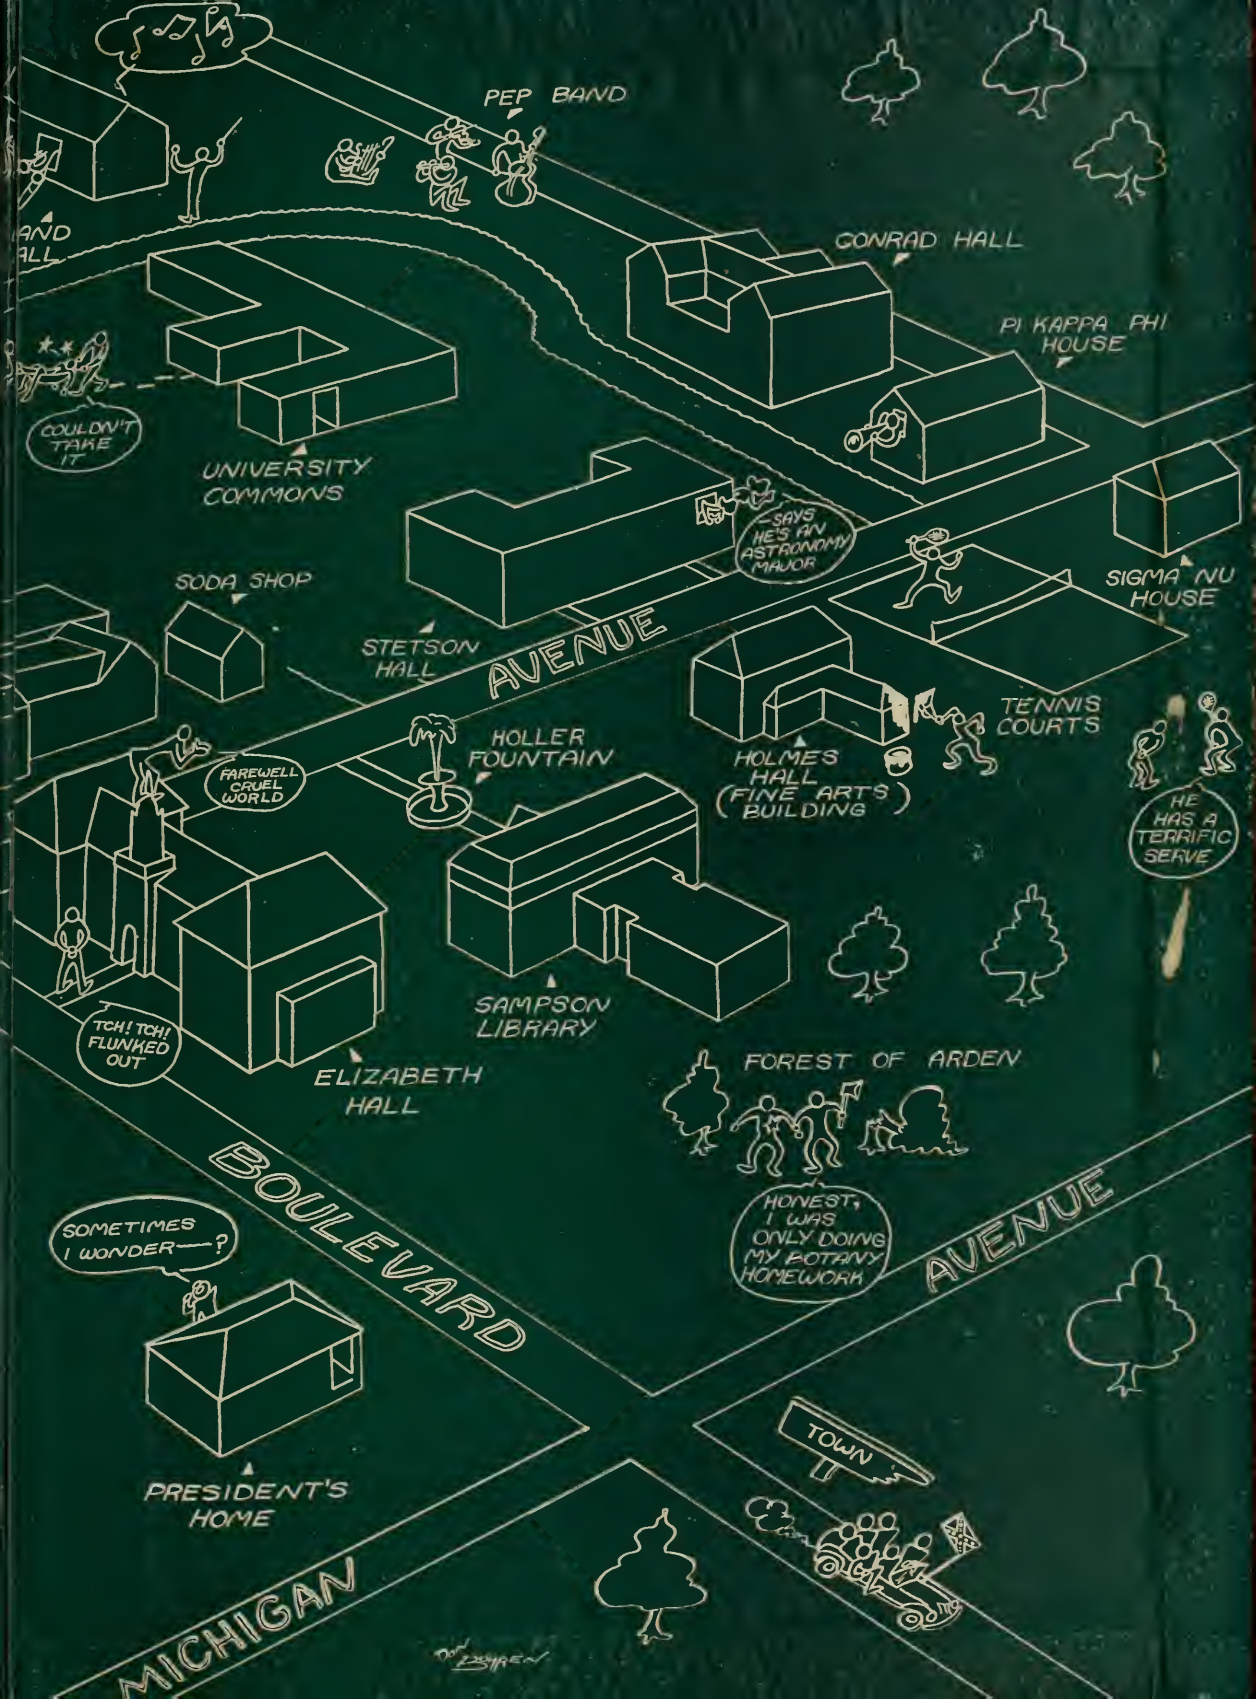 PEP BAND
AND
ALL
CONRAD HALL
PI KAPPA PHI
HOUSE
COULDN'T
TAKE
IT
UNIVERSITY
COMMONS
-SAYS
HE'S AN
ASTRONOMY
MAJOR
SIGMA NU
HOUSE
SODA SHOP
STETSON
HALL
AVENUE
TENNIS
COURTS
HOLLER
FOUNTAIN
HOLMES
HALL
(FINE ARTS)
BUILDING
FAREWELL
CRUEL
WORLD
HE
HAS A
TERRIFIC
SERVE
SAMPSON
LIBRARY
TCH! TCH!
FLUNKED
OUT
ELIZABETH
HALL
FOREST OF ARDEN
BOULEVARD
HONEST,
I WAS
ONLY DOING
MY BOTANY
HOMEWORK
AVENUE
SOMETIMES
I WONDER—?
PRESIDENT'S
HOME
TOWN
MICHIGAN
DON